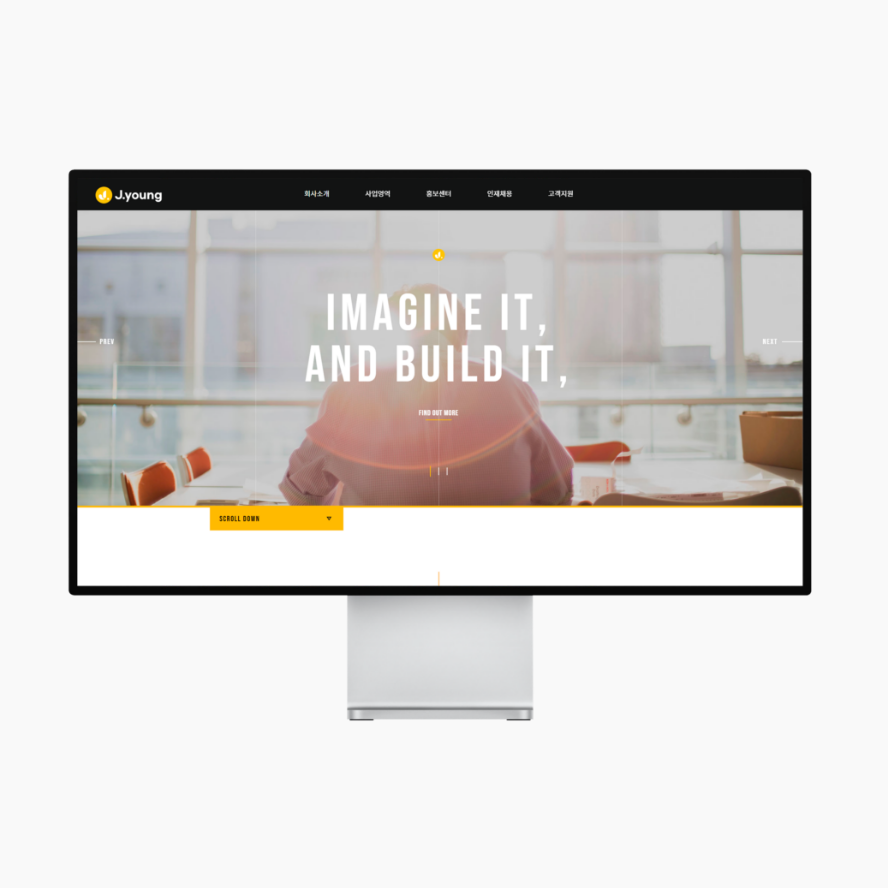 J. J.young
회사소개 사업영역 홍보센터 인재채용 고객지원
J.
IMAGINE IT,
AND BUILD IT,
PREV
NEXT
FIND OUT MORE
SCROLL DOWN